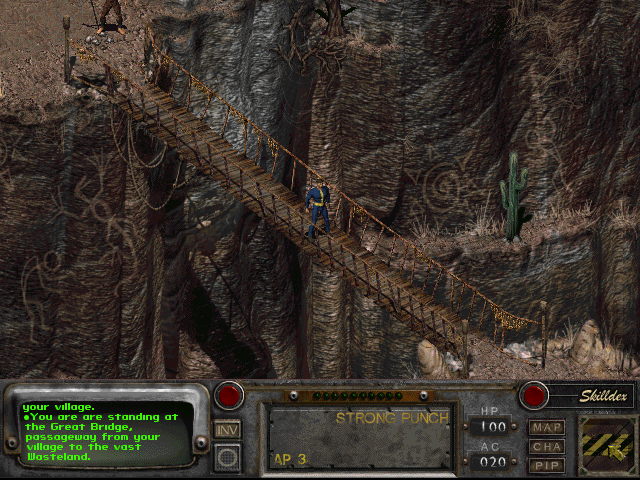 your village.
●You are are standing at
the Great Bridge,
passageway from your
village to the vast
Wasteland.
INV
STRONG PUNCH
AP 3
HP
100
AC
020
Skilldex
MAP
CHA
PIP